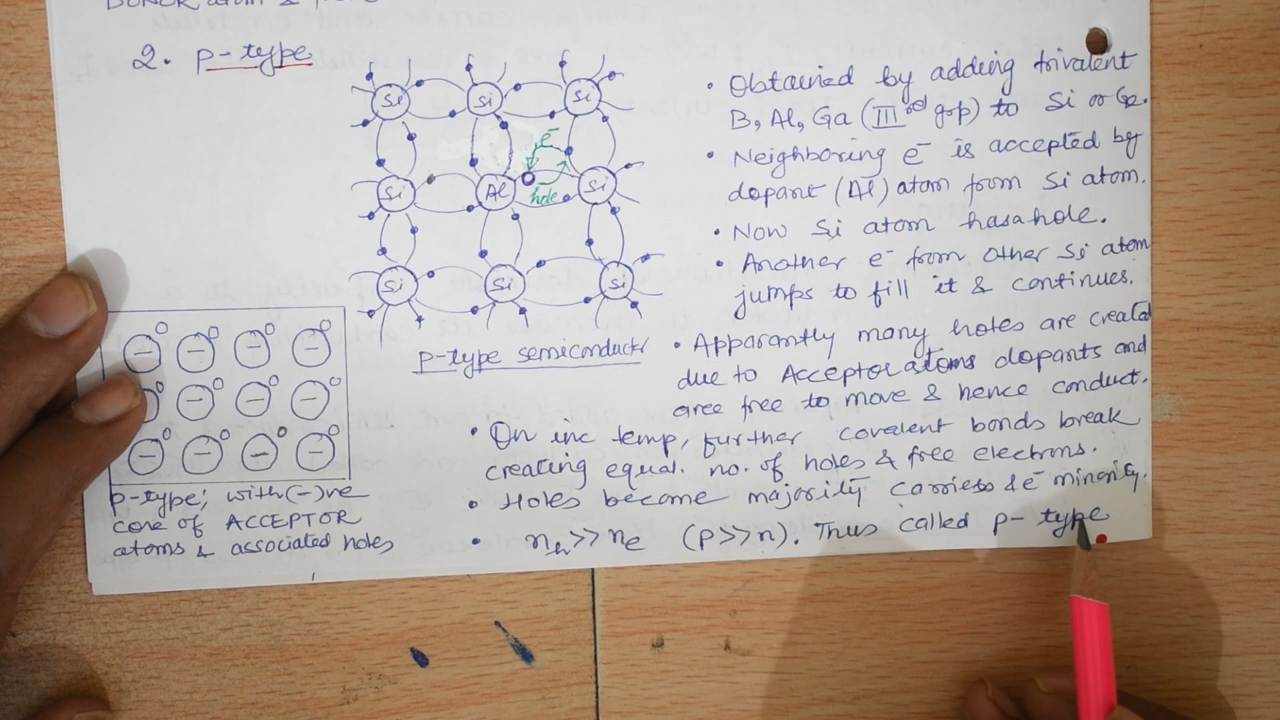 DONOR atom &
2. p-type
Si Si Si
e-
Si Al hole Si
Si Si Si
p-type semiconductr
p-type; with (-)ve
core of ACCEPTOR
atoms & associated holes
• Obtained by adding trivalent
B, Al, Ga (III rd grp) to Si or Ge.
• Neighboring e- is accepted by
dopant (Al) atom from Si atom.
• Now Si atom has a hole.
• Another e- from other Si atom
jumps to fill it & continues.
• Apparantly many holes are created
due to Acceptor atoms dopants and
are free to move & hence conduct.
• On inc temp, further covalent bonds break
creating equal. no. of holes & free electrons.
• Holes become majority carriers & e- minority.
• nh >> ne (p>>n). Thus called p-type